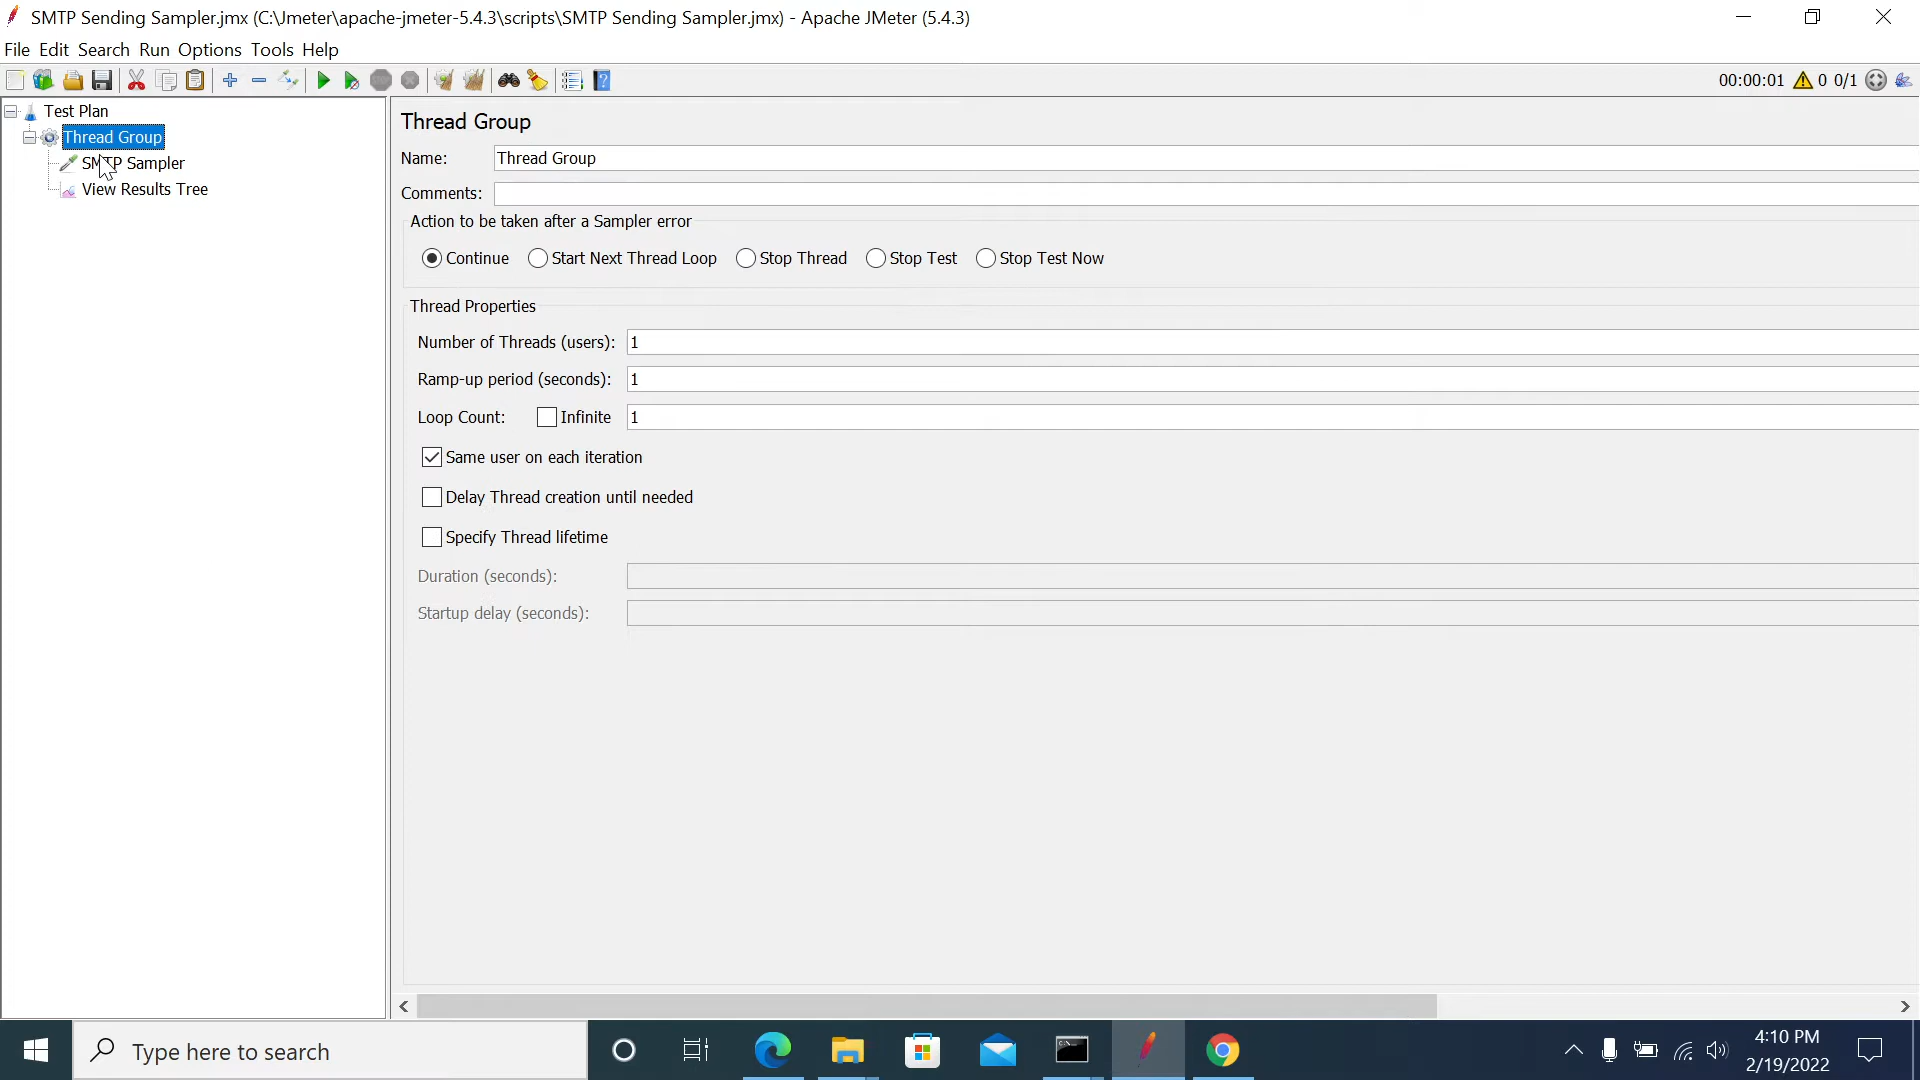 SMTP Sending Sampler.jmx (C:\Jmeter\apache-jmeter-5.4.3\scripts\SMTP Sending Sampler.jmx) - Apache JMeter (5.4.3)
File Edit Search Run Options Tools Help
00:00:01 0 0/1
Test Plan
Thread Group
SMTP Sampler
View Results Tree
Thread Group
Name: Thread Group
Comments:
Action to be taken after a Sampler error
Continue Start Next Thread Loop Stop Thread Stop Test Stop Test Now
Thread Properties
Number of Threads (users): 1
Ramp-up period (seconds): 1
Loop Count: Infinite 1
Same user on each iteration
Delay Thread creation until needed
Specify Thread lifetime
Duration (seconds):
Startup delay (seconds):
Type here to search
4:10 PM
2/19/2022